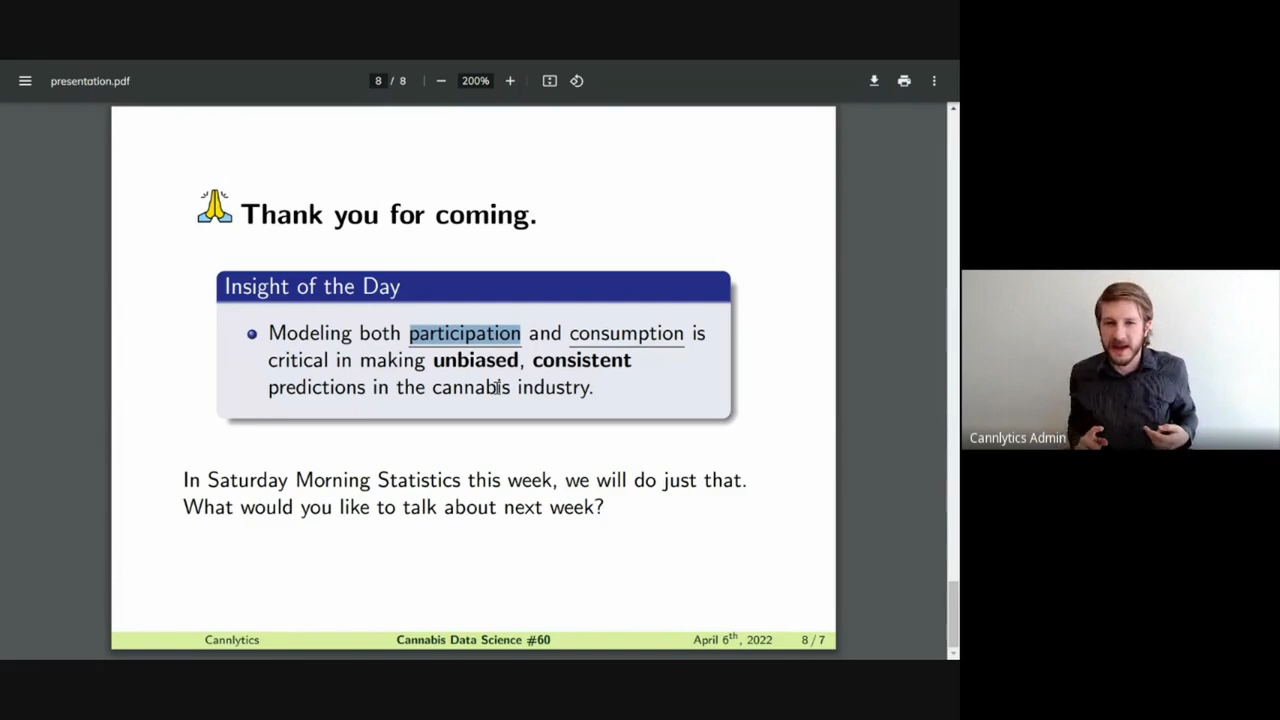 presentation.pdf
8 / 8
200%
Thank you for coming.
Insight of the Day
Modeling both participation and consumption is
critical in making unbiased, consistent
predictions in the cannabis industry.
In Saturday Morning Statistics this week, we will do just that.
What would you like to talk about next week?
Cannlytics
Cannabis Data Science #60
April 6th, 2022
8 / 7
Cannlytics Admin